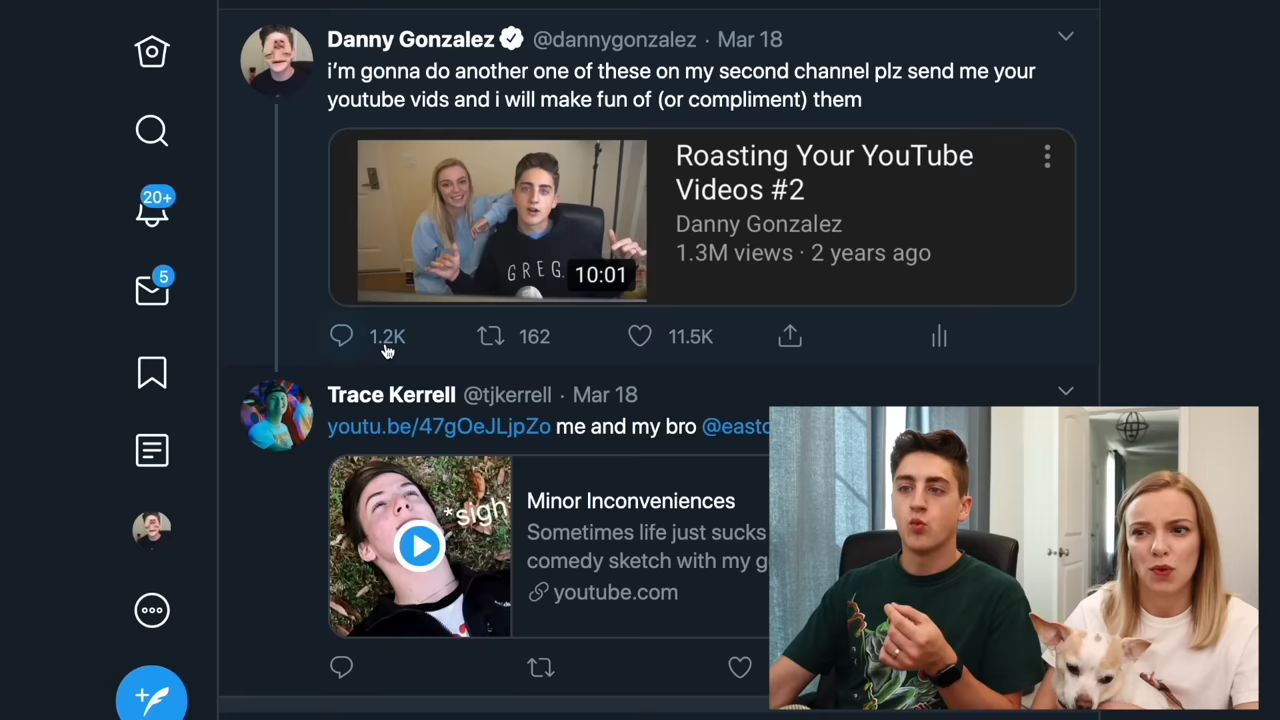 Danny Gonzalez @dannygonzalez · Mar 18
i'm gonna do another one of these on my second channel plz send me your
youtube vids and i will make fun of (or compliment) them
Roasting Your YouTube
Videos #2
Danny Gonzalez
1.3M views · 2 years ago
GREG.
10:01
1.2K 162 11.5K
20+
5
Trace Kerrell @tjkerrell · Mar 18
youtu.be/47gOeJLjpZo me and my bro @eastc
*sigh*
Minor Inconveniences
Sometimes life just sucks
comedy sketch with my g
youtube.com